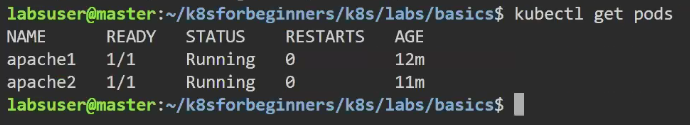 labsuser@master:~/k8sforbeginners/k8s/labs/basics$ kubectl get pods
NAME READY STATUS RESTARTS AGE
apache1 1/1 Running 0 12m
apache2 1/1 Running 0 11m
labsuser@master:~/k8sforbeginners/k8s/labs/basics$